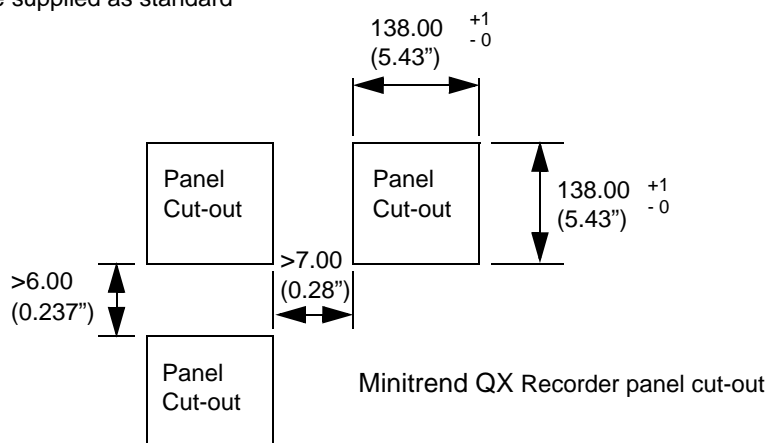 supplied as standard
138.00 +1
- 0
(5.43”)
Panel
Cut-out
Panel
Cut-out
138.00 +1
- 0
(5.43”)
>7.00
(0.28”)
>6.00
(0.237”)
Panel
Cut-out
Minitrend QX Recorder panel cut-out